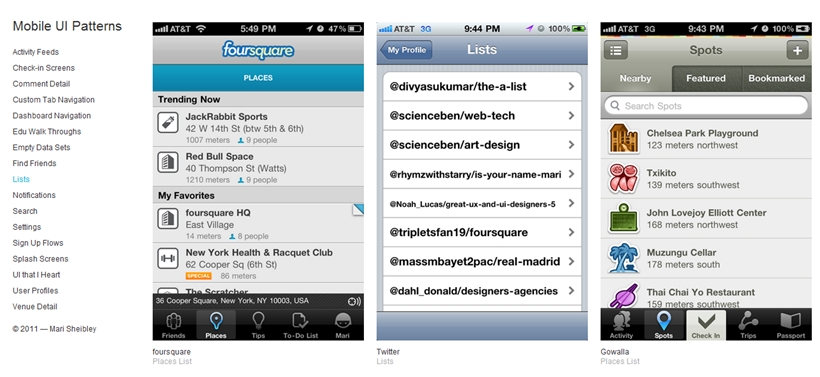 Mobile UI Patterns
Activity Feeds
Check-in Screens
Comment Detail
Custom Tab Navigation
Dashboard Navigation
Edu Walk Throughs
Empty Data Sets
Find Friends
Lists
Notifications
Search
Settings
Sign Up Flows
Splash Screens
UI that I Heart
User Profiles
Venue Detail
© 2011 — Mari Sheibley
AT&T 5:49 PM 47%
foursquare
PLACES
Trending Now
JackRabbit Sports
42 W 14th St (btw 5th & 6th)
1007 meters 9 people
Red Bull Space
40 Thompson St (Watts)
1210 meters 9 people
My Favorites
foursquare HQ
East Village
14 meters 8 people
New York Health & Racquet Club
62 Cooper Sq (6th St)
SPECIAL 86 meters
The Scratcher
36 Cooper Square, New York, NY 10003, USA
Friends Places Tips To-Do List Mari
foursquare
Places List
AT&T 3G 9:44 PM 100%
My Profile Lists
@divyasukumar/the-a-list
@scienceben/web-tech
@scienceben/art-design
@rhymzwithstarry/is-your-name-mari
@Noah_Lucas/great-ux-and-ui-designers-5
@tripletsfan19/foursquare
@massmbayet2pac/real-madrid
@dahl_donald/designers-agencies
Twitter
Lists
AT&T 3G 9:43 PM 100%
Spots
Nearby Featured Bookmarked
Search Spots
Chelsea Park Playground
123 meters northwest
Txikito
139 meters southwest
John Lovejoy Elliott Center
168 meters northwest
Muzungu Cellar
178 meters south
Thai Chai Yo Restaurant
159 meters southwest
Activity Spots Check In Trips Passport
Gowalla
Places List